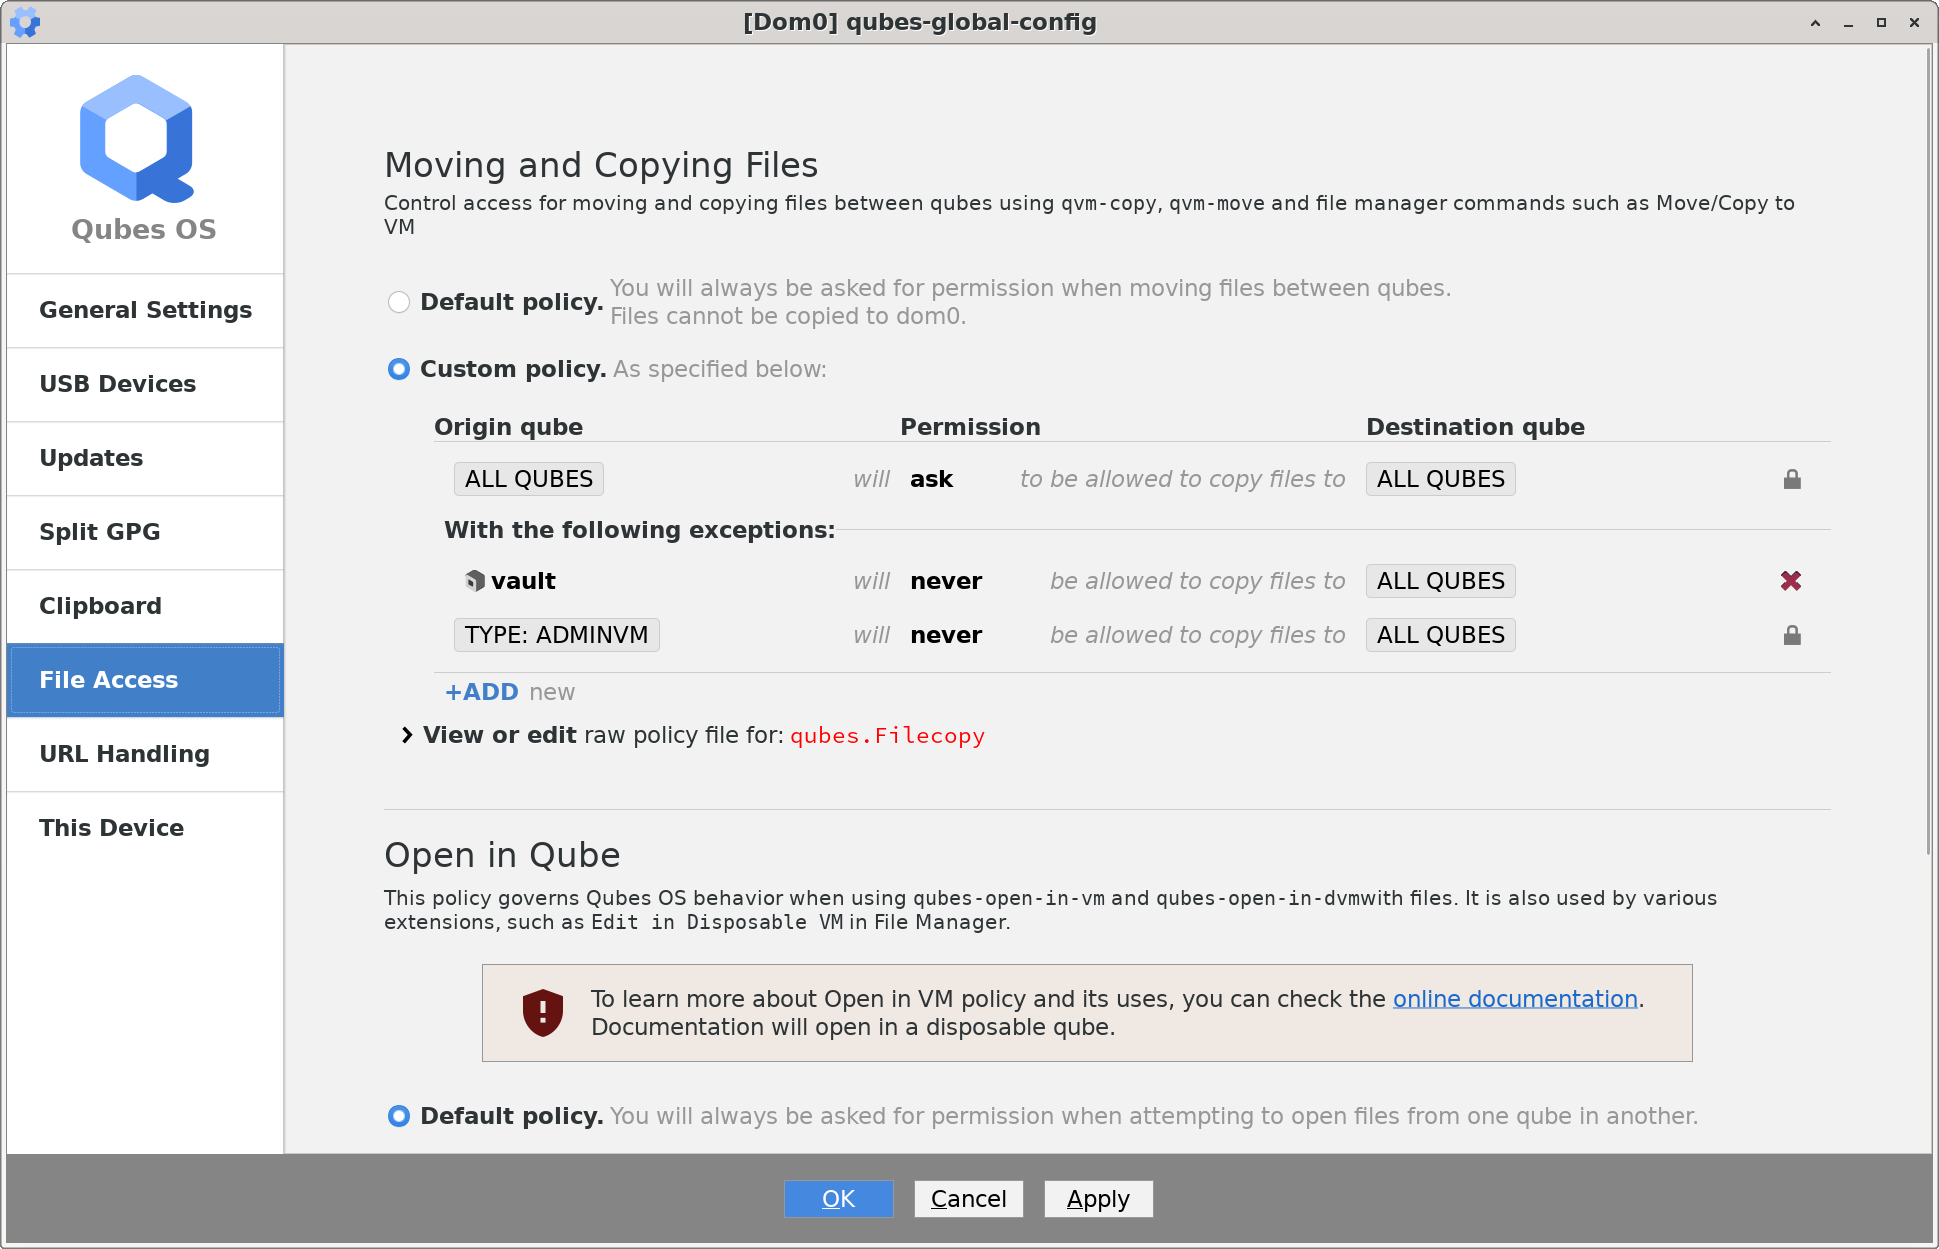 [Dom0] qubes-global-config
Qubes OS
General Settings
USB Devices
Updates
Split GPG
Clipboard
File Access
URL Handling
This Device
Moving and Copying Files
Control access for moving and copying files between qubes using qvm-copy, qvm-move and file manager commands such as Move/Copy to
VM
Default policy. You will always be asked for permission when moving files between qubes.
Files cannot be copied to dom0.
Custom policy. As specified below:
Origin qube Permission Destination qube
ALL QUBES will ask to be allowed to copy files to ALL QUBES
With the following exceptions:
vault will never be allowed to copy files to ALL QUBES
TYPE: ADMINVM will never be allowed to copy files to ALL QUBES
+ADD new
View or edit raw policy file for: qubes.Filecopy
Open in Qube
This policy governs Qubes OS behavior when using qubes-open-in-vm and qubes-open-in-dvmwith files. It is also used by various
extensions, such as Edit in Disposable VM in File Manager.
To learn more about Open in VM policy and its uses, you can check the online documentation.
Documentation will open in a disposable qube.
Default policy. You will always be asked for permission when attempting to open files from one qube in another.
OK Cancel Apply